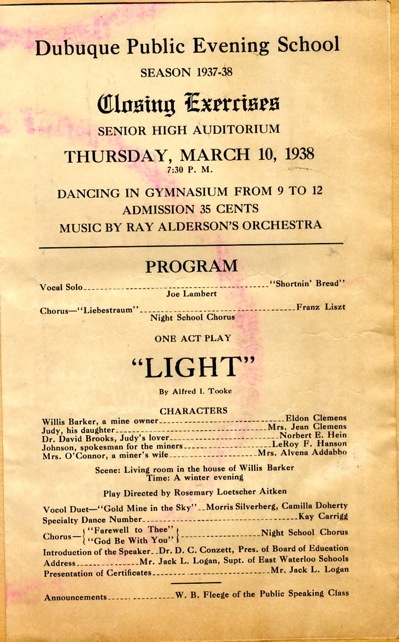 Dubuque Public Evening School
SEASON 1937-38
Closing Exercises
SENIOR HIGH AUDITORIUM
THURSDAY, MARCH 10, 1938
7:30 P. M.
DANCING IN GYMNASIUM FROM 9 TO 12
ADMISSION 35 CENTS
MUSIC BY RAY ALDERSON'S ORCHESTRA
PROGRAM
Vocal Solo "Shortnin' Bread"
Joe Lambert
Chorus—"Liebestraum" Franz Liszt
Night School Chorus
ONE ACT PLAY
"LIGHT"
By Alfred I. Tooke
CHARACTERS
Willis Barker, a mine owner Eldon Clemens
Judy, his daughter Mrs. Jean Clemens
Dr. David Brooks, Judy's lover Norbert E. Hein
Johnson, spokesman for the miners LeRoy F. Hanson
Mrs. O'Connor, a miner's wife Mrs. Alvena Addabbo
Scene: Living room in the house of Willis Barker
Time: A winter evening
Play Directed by Rosemary Loetscher Aitken
Vocol Duet—"Gold Mine in the Sky" Morris Silverberg, Camilla Doherty
Specialty Dance Number Kay Carrigg
Chorus— { "Farewell to Thee" } Night School Chorus
{ "God Be With You" }
Introduction of the Speaker Dr. D. C. Conzett, Pres. of Board of Education
Address Mr. Jack L. Logan, Supt. of East Waterloo Schools
Presentation of Certificates Mr. Jack L. Logan
Announcements W. B. Fleege of the Public Speaking Class